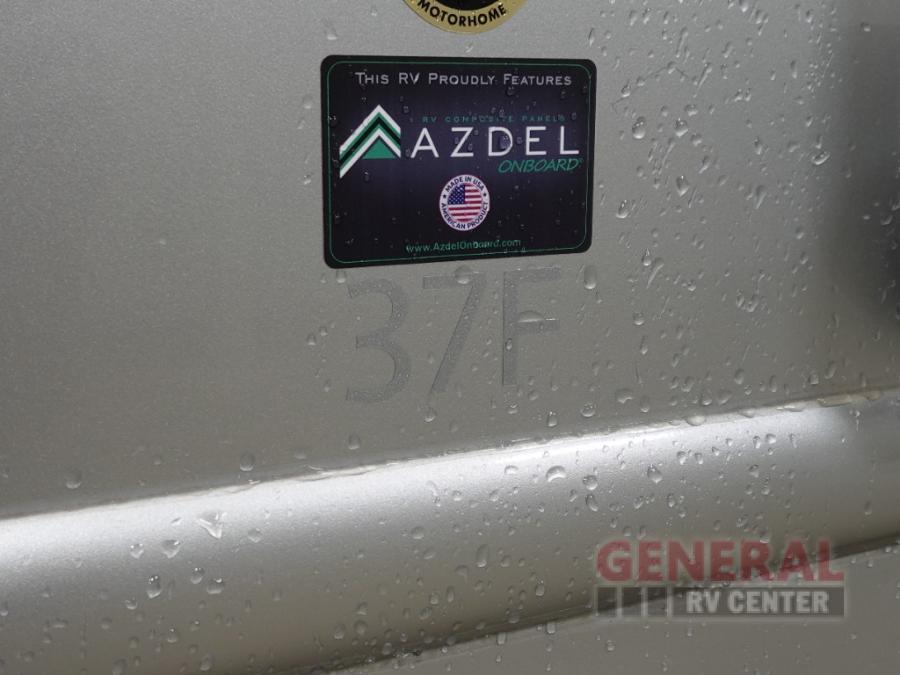 MOTORHOME
THIS RV PROUDLY FEATURES
RV COMPOSITE PANELS
AZDEL
ONBOARD®
MADE IN USA
AMERICAN PRODUCT
www.AzdelOnboard.com
37F
GENERAL
RV CENTER